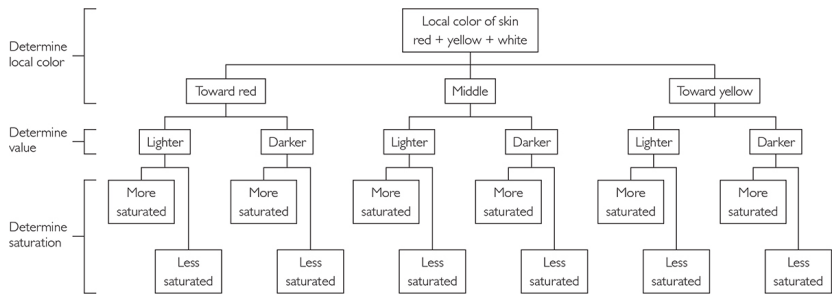 Local color of skin
red + yellow + white
Determine
local color
Toward red
Middle
Toward yellow
Determine
value
Lighter
Darker
Lighter
Darker
Lighter
Darker
Determine
saturation
More
saturated
More
saturated
More
saturated
More
saturated
More
saturated
More
saturated
Less
saturated
Less
saturated
Less
saturated
Less
saturated
Less
saturated
Less
saturated